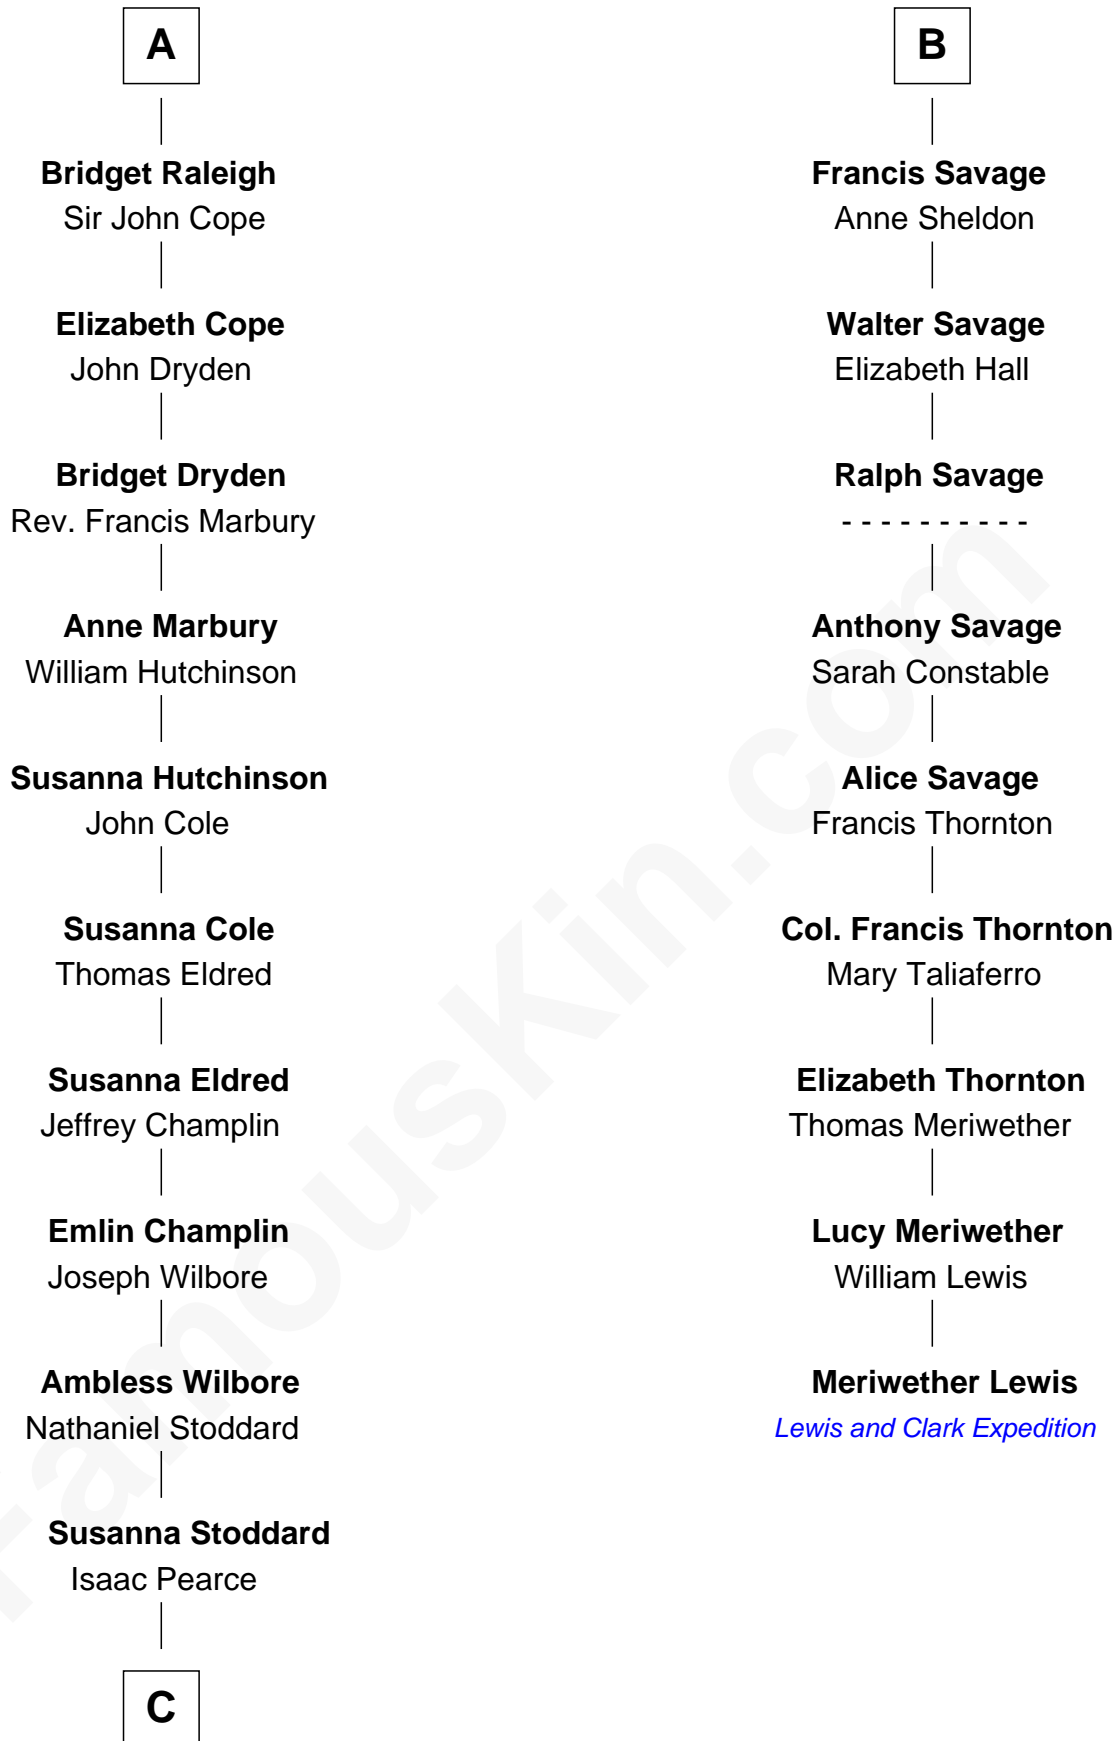 A
Bridget Raleigh
Sir John Cope
Elizabeth Cope
John Dryden
Bridget Dryden
Rev. Francis Marbury
Anne Marbury
William Hutchinson
Susanna Hutchinson
John Cole
Susanna Cole
Thomas Eldred
Susanna Eldred
Jeffrey Champlin
Emlin Champlin
Joseph Wilbore
Ambless Wilbore
Nathaniel Stoddard
Susanna Stoddard
Isaac Pearce
C
B
Francis Savage
Anne Sheldon
Walter Savage
Elizabeth Hall
Ralph Savage
- - - - - - - - - -
Anthony Savage
Sarah Constable
Alice Savage
Francis Thornton
Col. Francis Thornton
Mary Taliaferro
Elizabeth Thornton
Thomas Meriwether
Lucy Meriwether
William Lewis
Meriwether Lewis
Lewis and Clark Expedition
FamousKin.com